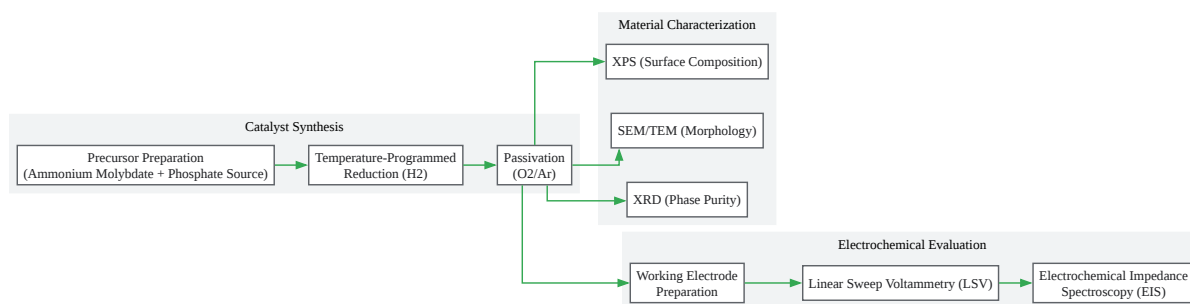 Material Characterization
XPS (Surface Composition)
SEM/TEM (Morphology)
XRD (Phase Purity)
Catalyst Synthesis
Precursor Preparation
(Ammonium Molybdate + Phosphate Source)
Temperature-Programmed
Reduction (H2)
Passivation
(O2/Ar)
Electrochemical Evaluation
Working Electrode
Preparation
Linear Sweep Voltammetry (LSV)
Electrochemical Impedance
Spectroscopy (EIS)